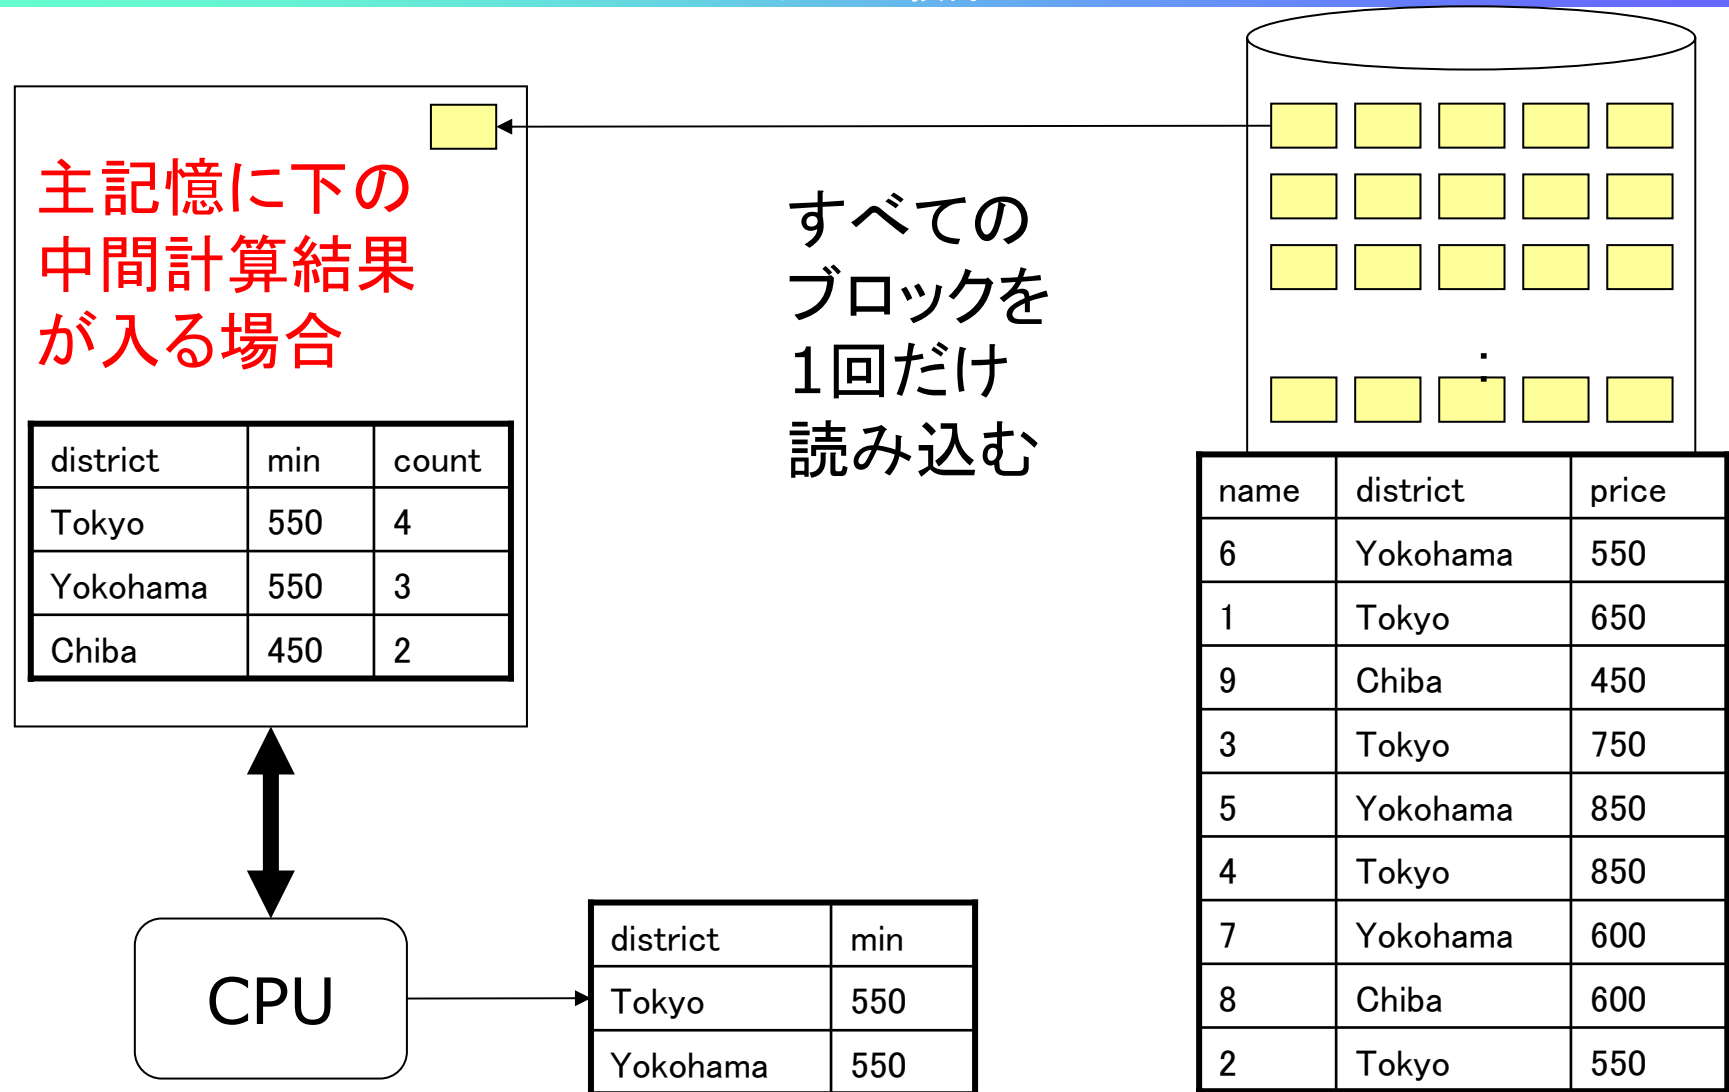 主記憶に下の
中間計算結果
が入る場合
district min count
Tokyo 550 4
Yokohama 550 3
Chiba 450 2
すべての
ブロックを
1回だけ
読み込む
:
name district price
6 Yokohama 550
1 Tokyo 650
9 Chiba 450
3 Tokyo 750
5 Yokohama 850
4 Tokyo 850
7 Yokohama 600
8 Chiba 600
2 Tokyo 550
CPU
district min
Tokyo 550
Yokohama 550